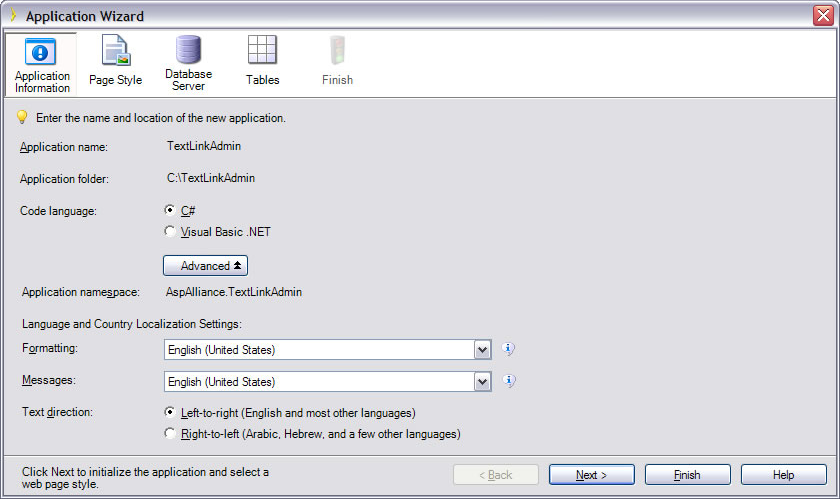 Application Wizard
Application
Information
Page Style
Database
Server
Tables
Finish
Enter the name and location of the new application.
Application name: TextLinkAdmin
Application folder: C:\TextLinkAdmin
Code language: C#
Visual Basic .NET
Advanced
Application namespace: AspAlliance.TextLinkAdmin
Language and Country Localization Settings:
Formatting: English (United States)
Messages: English (United States)
Text direction: Left-to-right (English and most other languages)
Right-to-left (Arabic, Hebrew, and a few other languages)
Click Next to initialize the application and select a
web page style.
< Back Next > Finish Help